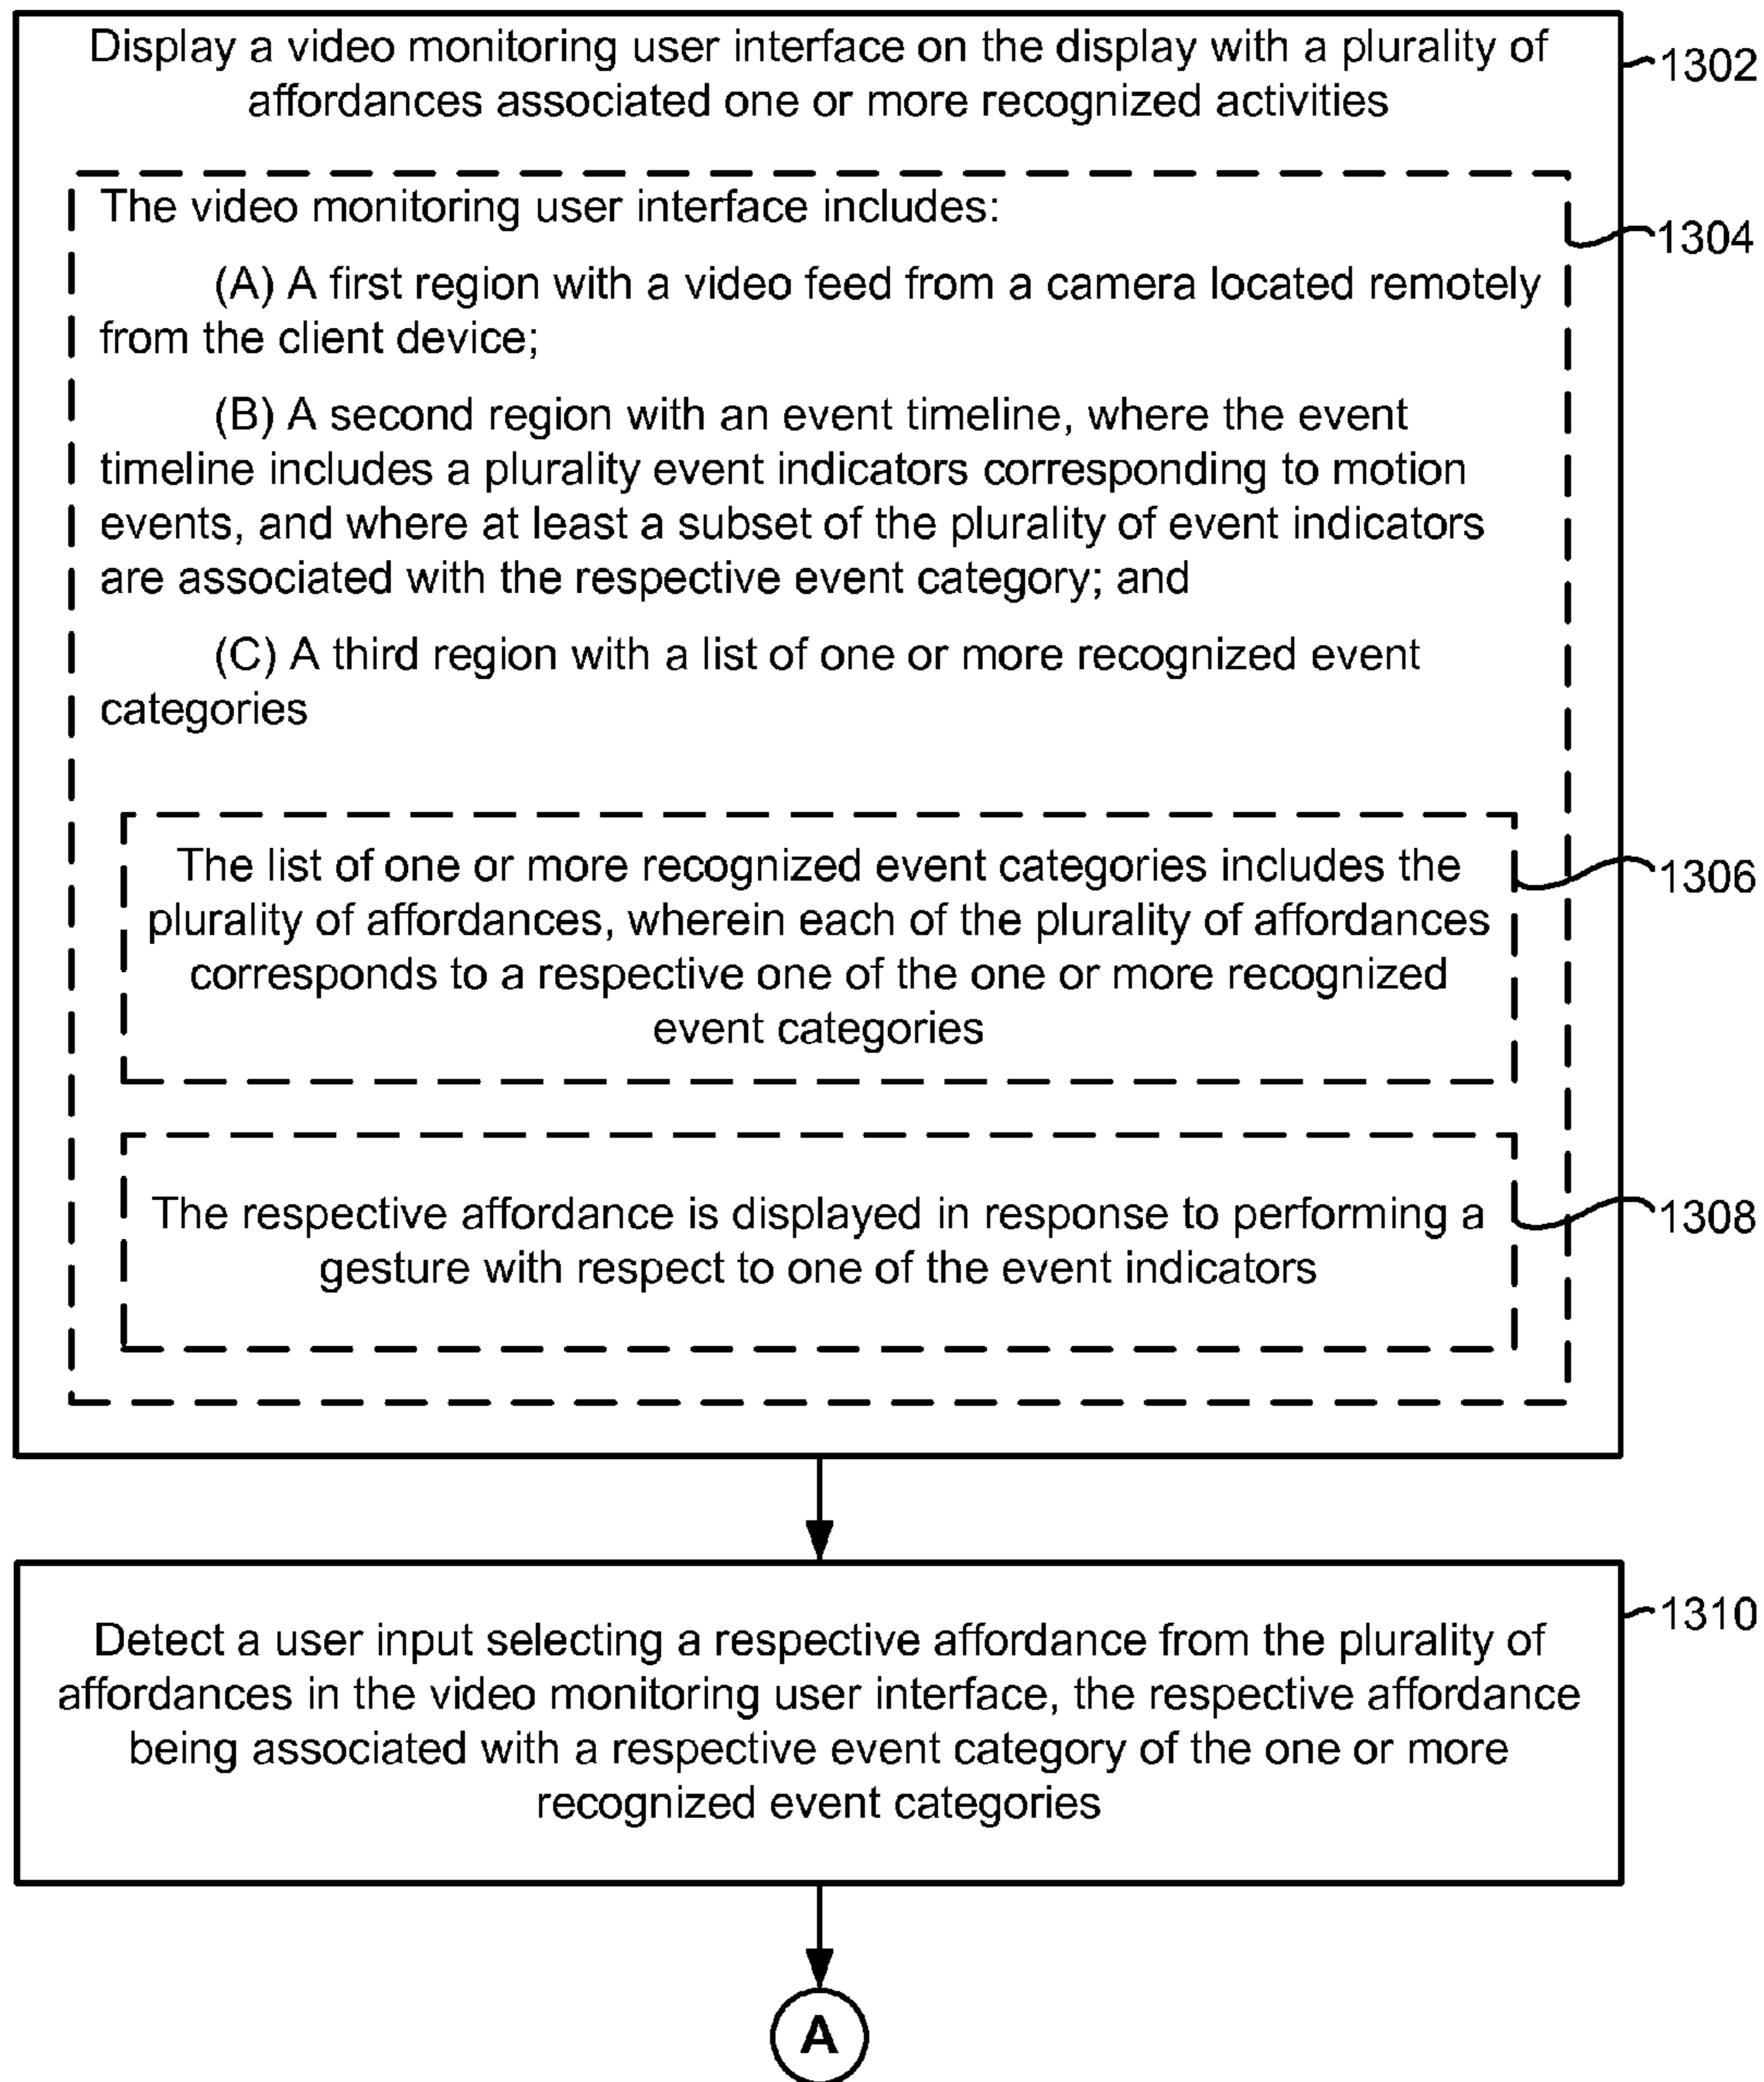 Display a video monitoring user interface on the display with a plurality of
affordances associated one or more recognized activities
1302
The video monitoring user interface includes:
1304
(A) A first region with a video feed from a camera located remotely
from the client device;
(B) A second region with an event timeline, where the event
timeline includes a plurality event indicators corresponding to motion
events, and where at least a subset of the plurality of event indicators
are associated with the respective event category; and
(C) A third region with a list of one or more recognized event
categories
The list of one or more recognized event categories includes the
plurality of affordances, wherein each of the plurality of affordances
corresponds to a respective one of the one or more recognized
event categories
1306
The respective affordance is displayed in response to performing a
gesture with respect to one of the event indicators
1308
Detect a user input selecting a respective affordance from the plurality of
affordances in the video monitoring user interface, the respective affordance
being associated with a respective event category of the one or more
recognized event categories
1310
A